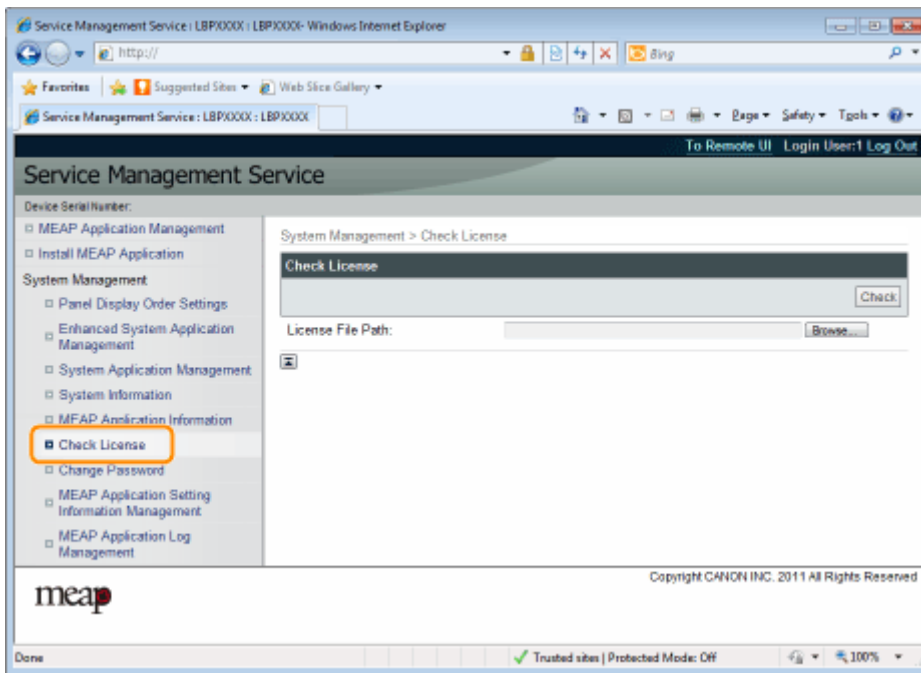 Service Management Service : LBPXXXX : LBPXXXX- Windows Internet Explorer
http://
Bing
Favorites Suggested Sites Web Slice Gallery
Service Management Service : LBPXXXX : LBPXXXX
Page Safety Tools
To Remote UI Login User:1 Log Out
Service Management Service
Device Serial Number:
MEAP Application Management
Install MEAP Application
System Management
Panel Display Order Settings
Enhanced System Application
Management
System Application Management
System Information
MEAP Application Information
Check License
Change Password
MEAP Application Setting
Information Management
MEAP Application Log
Management
System Management > Check License
Check License
Check
License File Path:
Browse...
Copyright CANON INC. 2011 All Rights Reserved
meap
Done
Trusted sites | Protected Mode: Off
100%